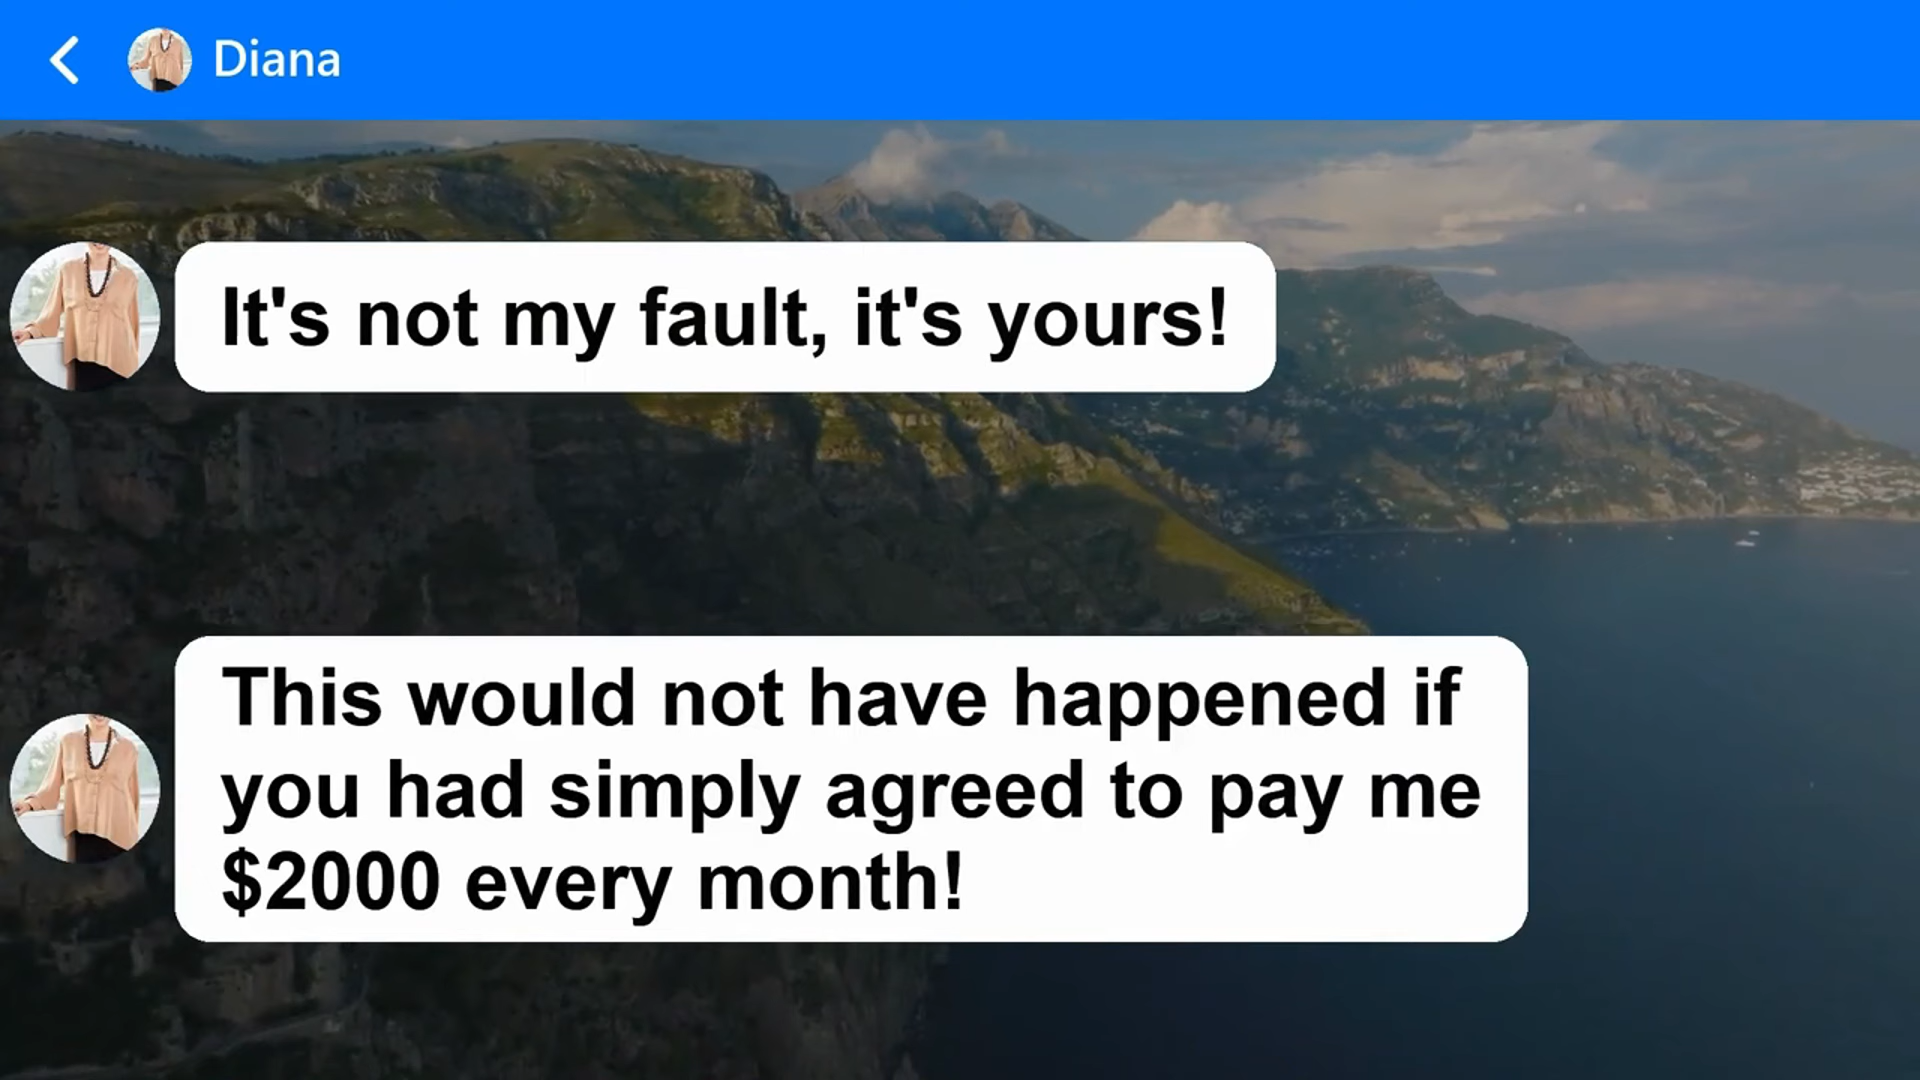 Diana
It's not my fault, it's yours!
This would not have happened if
you had simply agreed to pay me
$2000 every month!